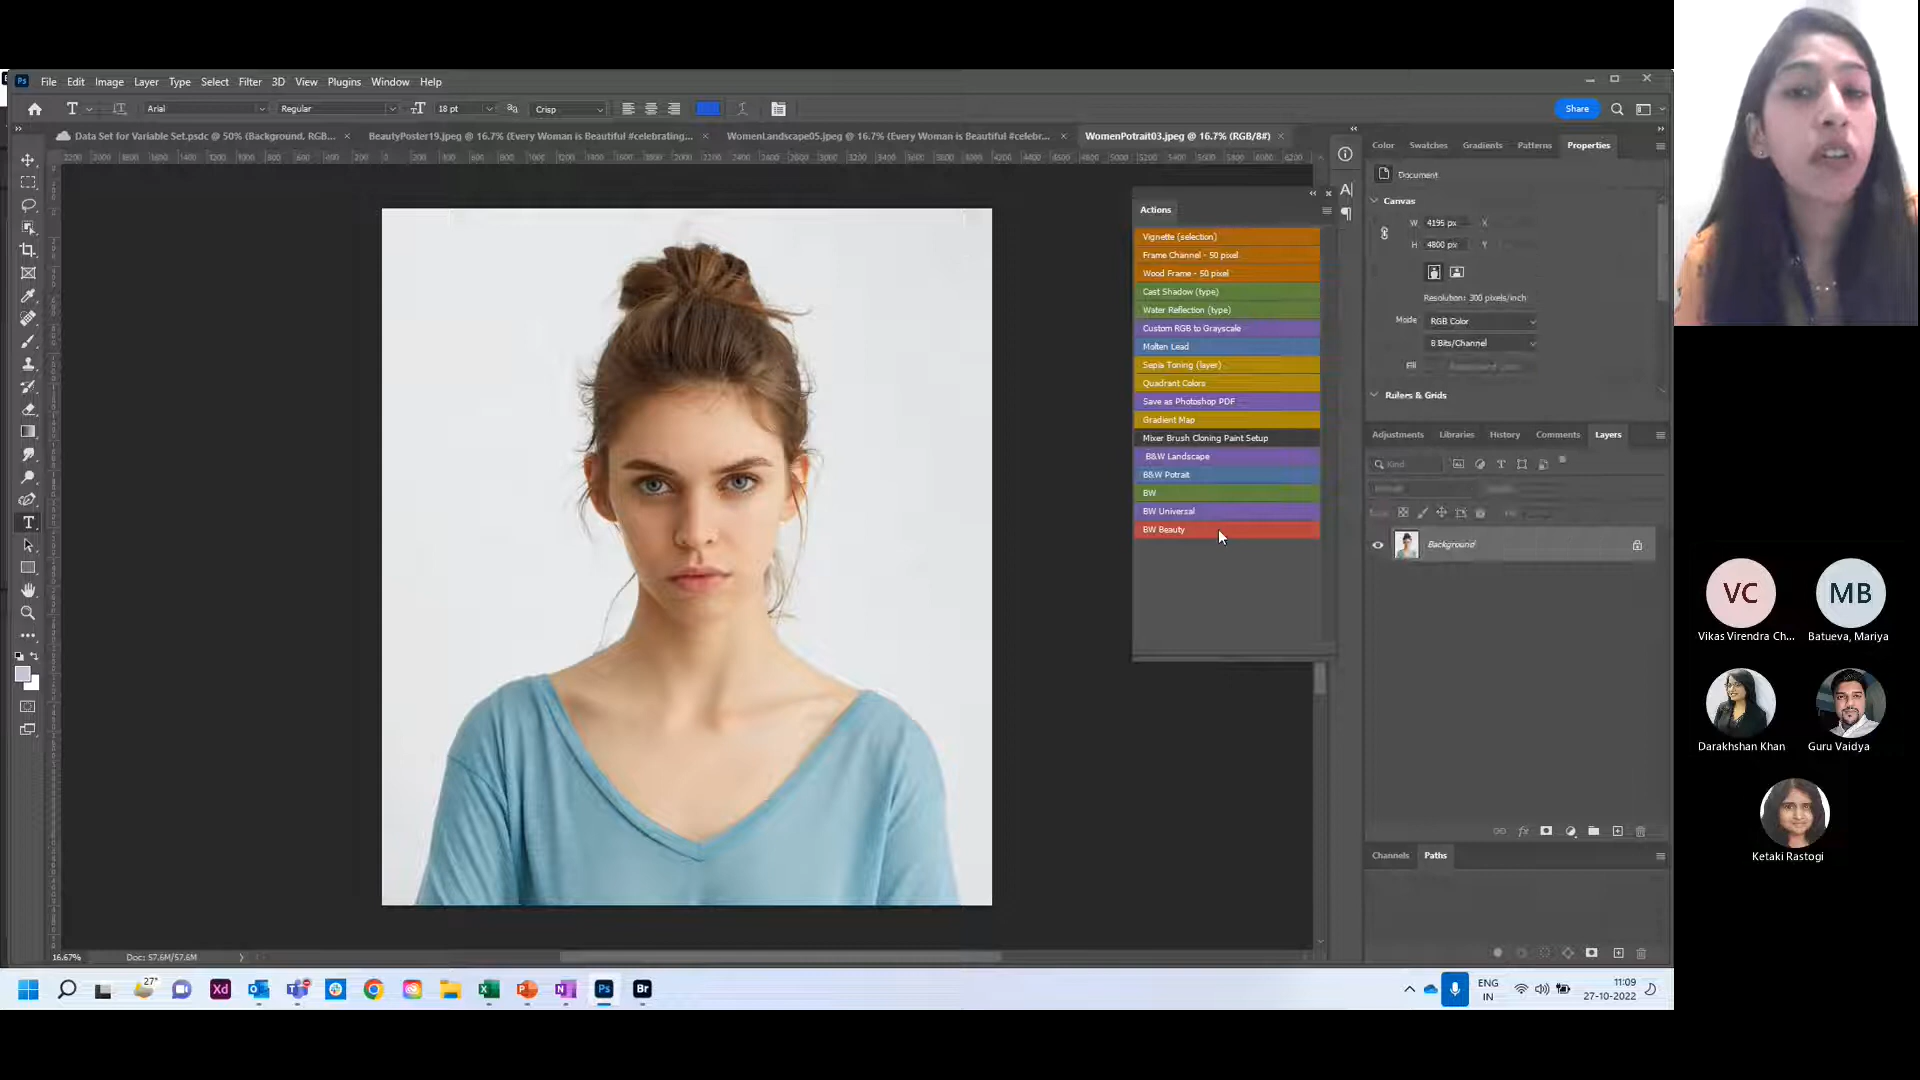 File Edit Image Layer Type Select Filter 3D View Plugins Window Help
Arial Regular 18 pt Crisp Share
Data Set for Variable Set.psdc @ 50% (Background, RGB...
BeautyPoster19.jpeg @ 16.7% (Every Woman is Beautiful #celebrating...
WomenLandscape05.jpeg @ 16.7% (Every Woman is Beautiful #celebr...
WomenPotrait03.jpeg @ 16.7% (RGB/8#)
Actions
Vignette (selection)
Frame Channel - 50 pixel
Wood Frame - 50 pixel
Cast Shadow (type)
Water Reflection (type)
Custom RGB to Grayscale
Molten Lead
Sepia Toning (layer)
Quadrant Colors
Save as Photoshop PDF
Gradient Map
Mixer Brush Cloning Paint Setup
B&W Landscape
B&W Potrait
BW
BW Universal
BW Beauty
Color Swatches Gradients Patterns Properties
Document
Canvas
W 4195 px X
H 4800 px Y
Resolution: 300 pixels/inch
Mode RGB Color
8 Bits/Channel
Fill
Rulers & Grids
Adjustments Libraries History Comments Layers
Kind
Background
Channels Paths
16.67% Doc: 57.6M/57.6M
27°
ENG
IN
11:09
27-10-2022
VC
Vikas Virendra Ch...
MB
Batueva, Mariya
Darakhshan Khan
Guru Vaidya
Ketaki Rastogi